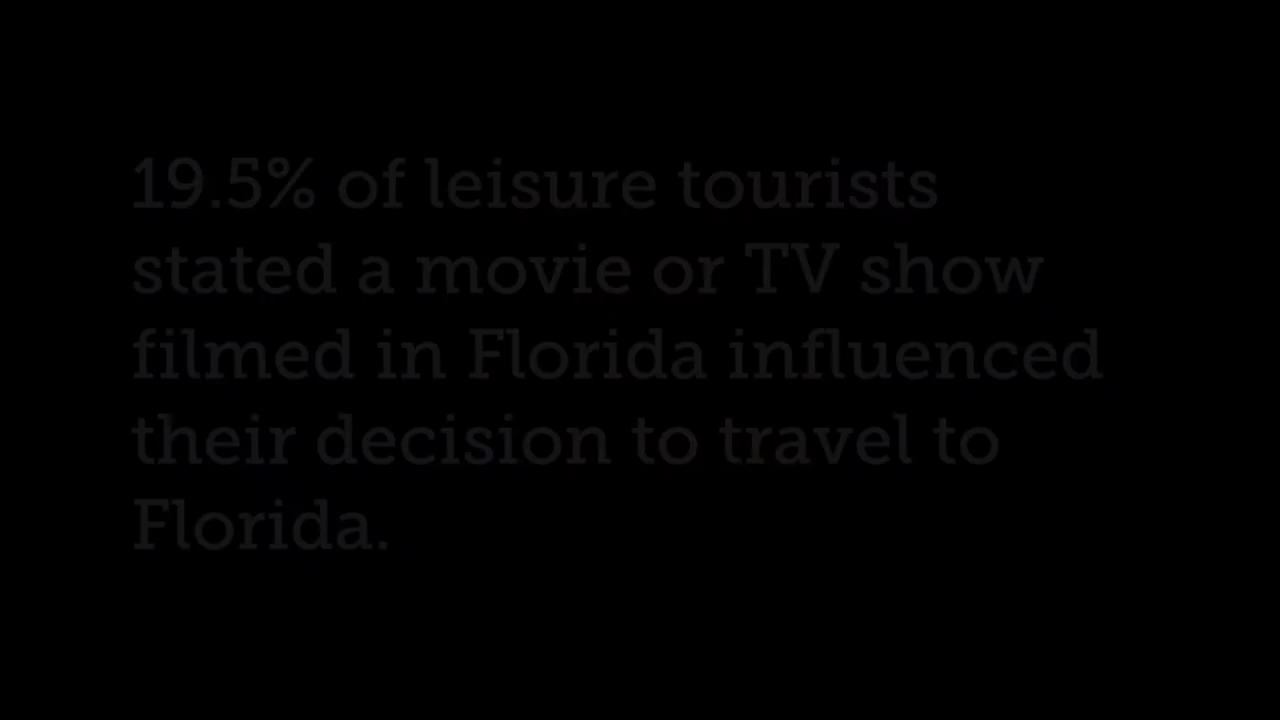 19.5% of leisure tourists
stated a movie or TV show
filmed in Florida influenced
their decision to travel to
Florida.